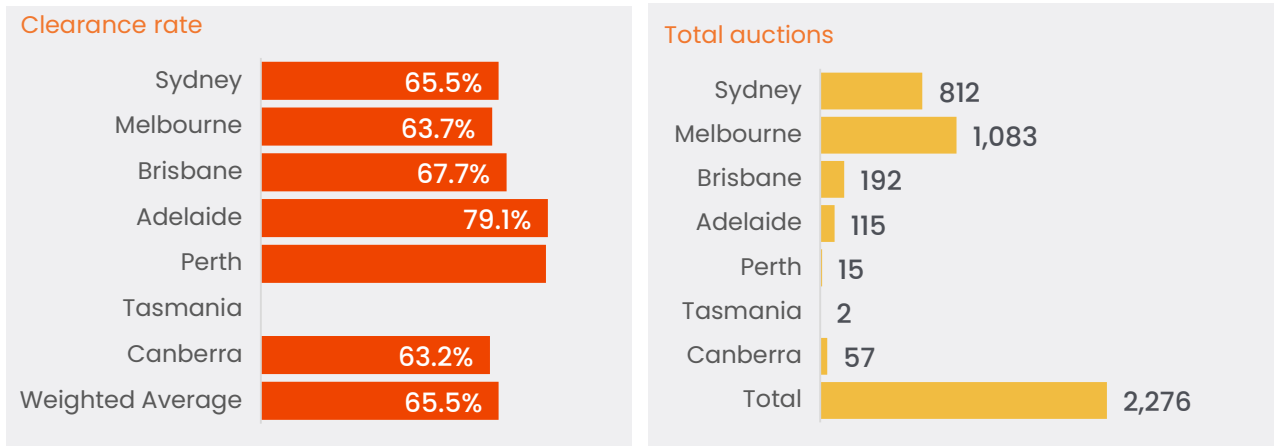 Clearance rate
Sydney 65.5%
Melbourne 63.7%
Brisbane 67.7%
Adelaide 79.1%
Perth
Tasmania
Canberra 63.2%
Weighted Average 65.5%
Total auctions
Sydney 812
Melbourne 1,083
Brisbane 192
Adelaide 115
Perth 15
Tasmania 2
Canberra 57
Total 2,276